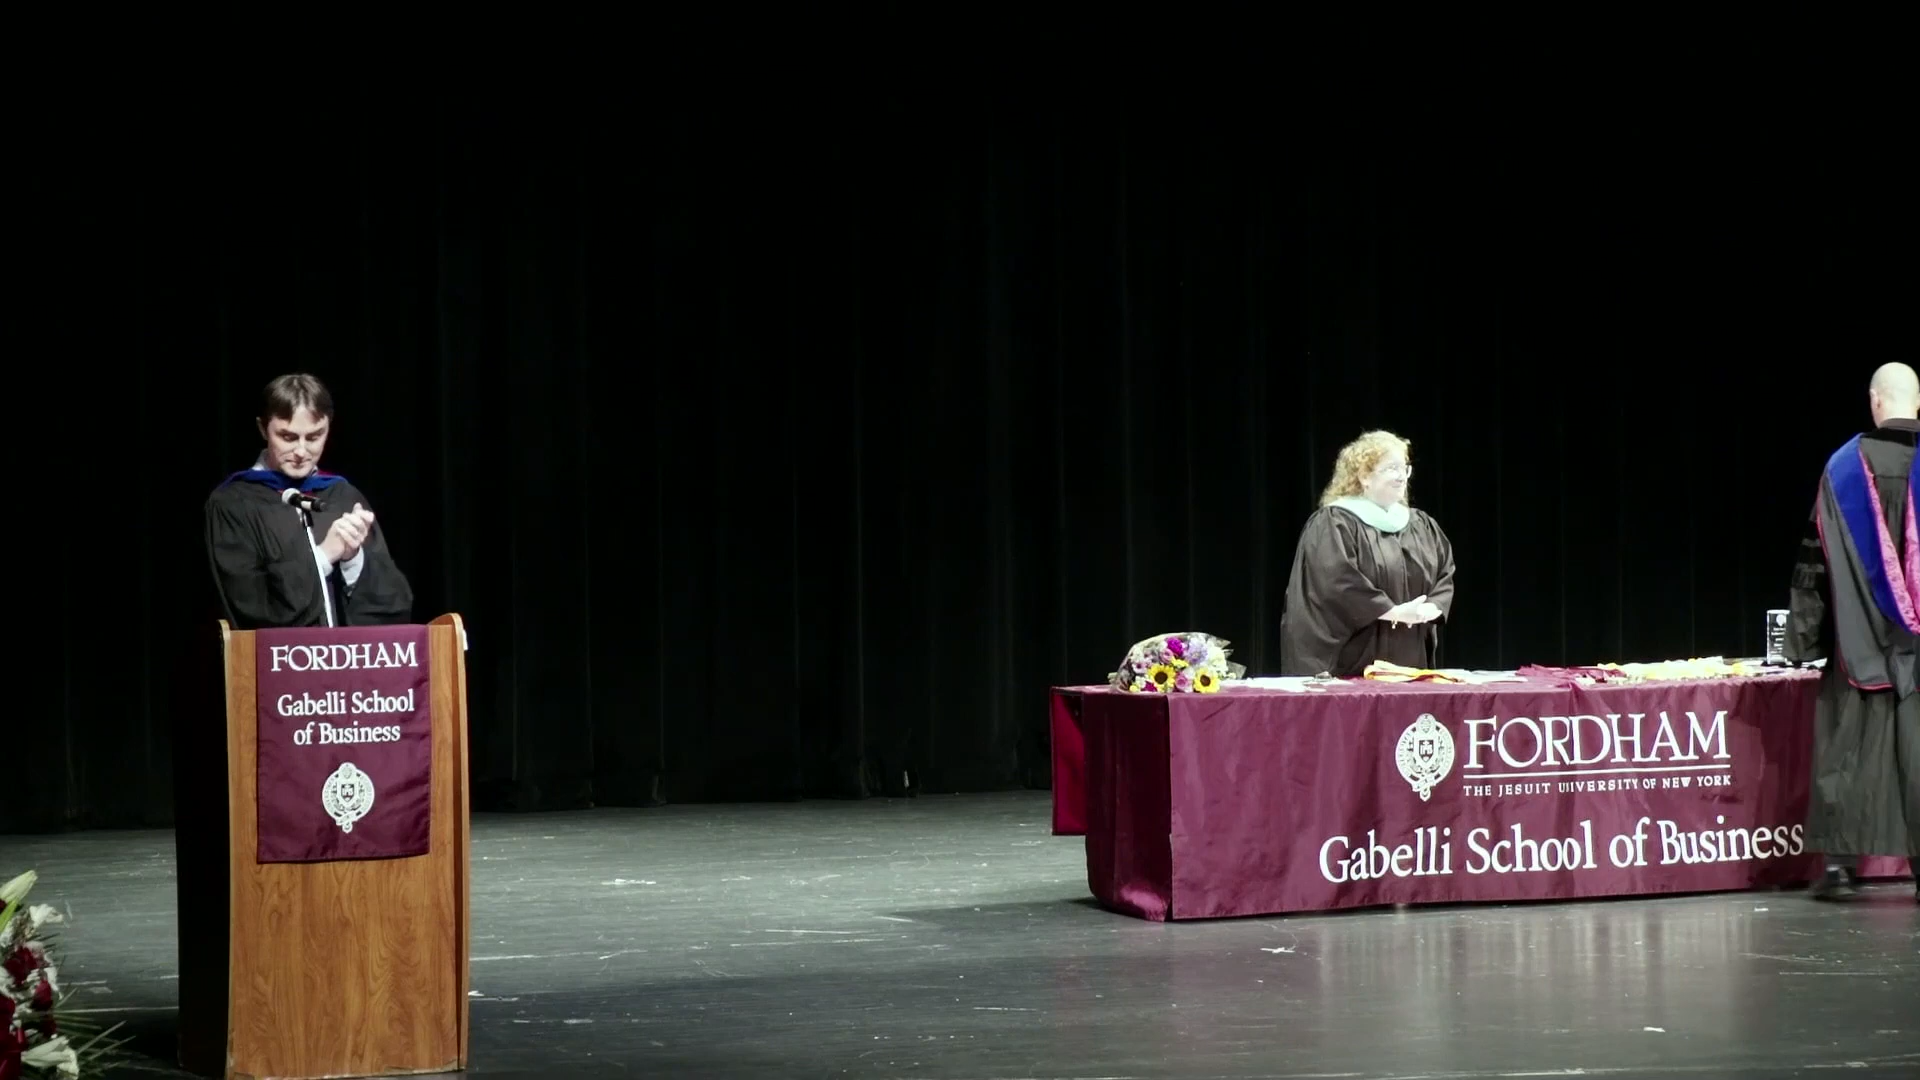 FORDHAM
Gabelli School
of Business
FORDHAM
THE JESUIT UNIVERSITY OF NEW YORK
Gabelli School of Business